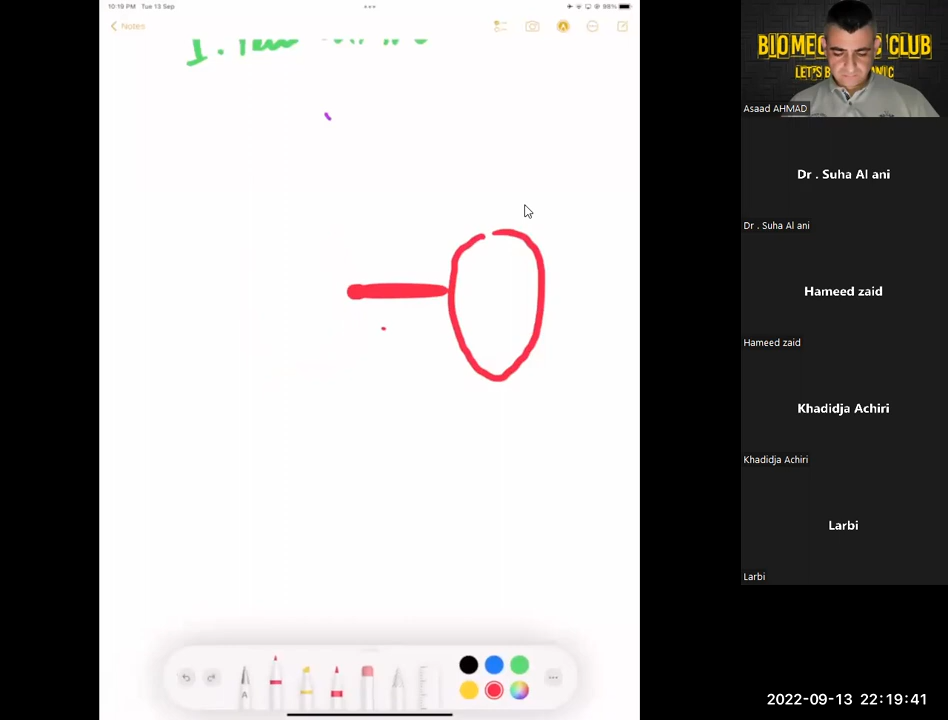 10:19 PM Tue 13 Sep
98%
Notes
1.
A
BIOMEC
CLUB
LET'S B
NIC
Asaad AHMAD
Dr . Suha Al ani
Dr . Suha Al ani
Hameed zaid
Hameed zaid
Khadidja Achiri
Khadidja Achiri
Larbi
Larbi
2022-09-13 22:19:41